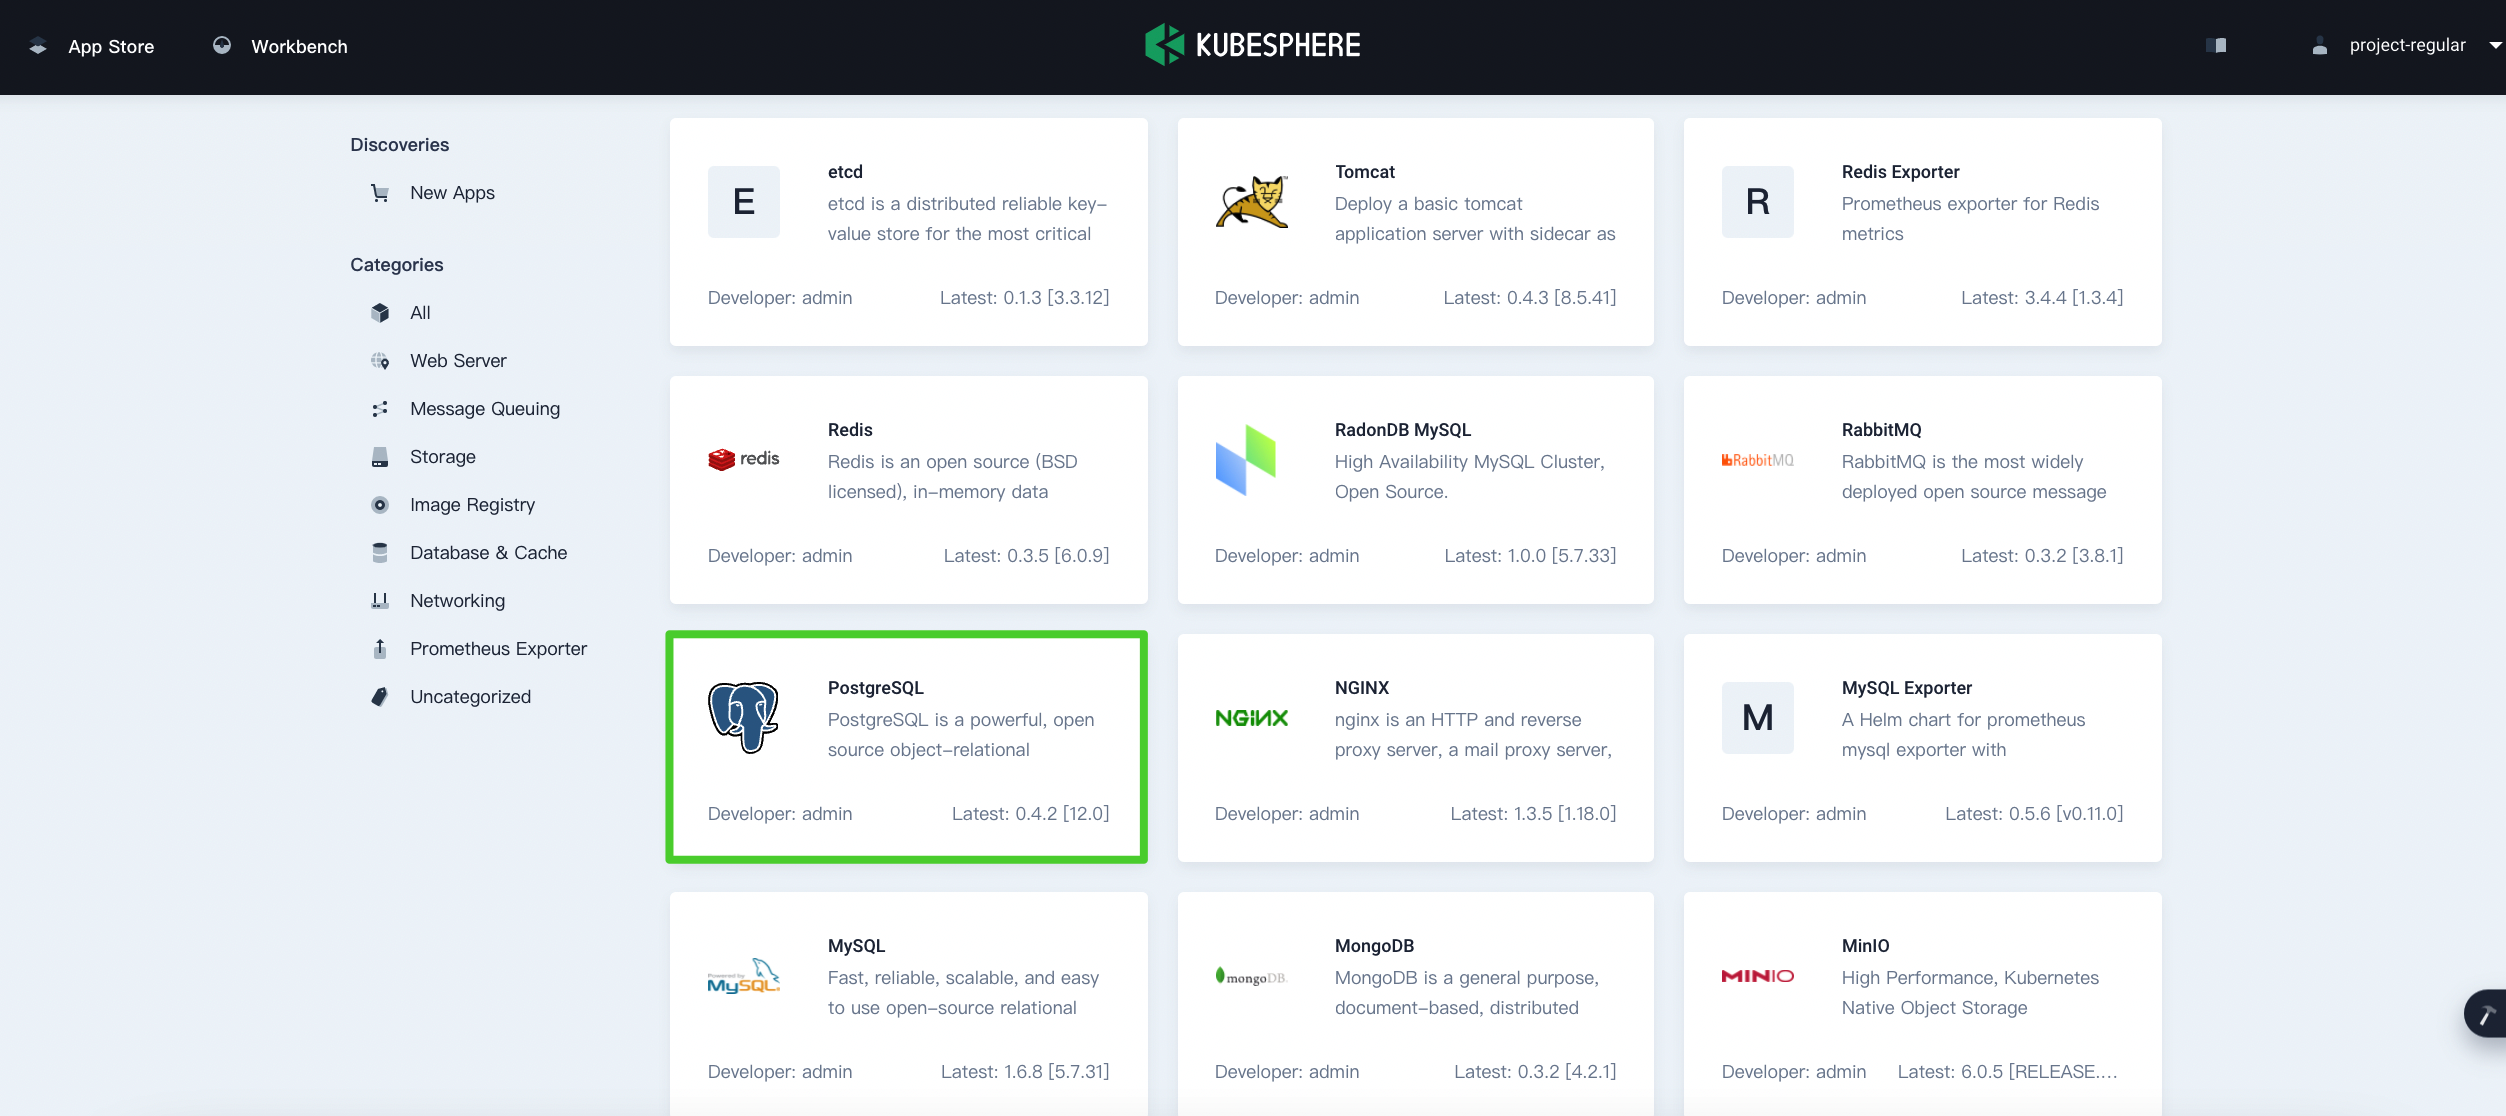 App Store
Workbench
KUBESPHERE
project-regular
Discoveries
New Apps
Categories
All
Web Server
Message Queuing
Storage
Image Registry
Database & Cache
Networking
Prometheus Exporter
Uncategorized
E
etcd
etcd is a distributed reliable key-
value store for the most critical
Developer: admin
Latest: 0.1.3 [3.3.12]
Tomcat
Deploy a basic tomcat
application server with sidecar as
Developer: admin
Latest: 0.4.3 [8.5.41]
R
Redis Exporter
Prometheus exporter for Redis
metrics
Developer: admin
Latest: 3.4.4 [1.3.4]
redis
Redis
Redis is an open source (BSD
licensed), in-memory data
Developer: admin
Latest: 0.3.5 [6.0.9]
RadonDB MySQL
High Availability MySQL Cluster,
Open Source.
Developer: admin
Latest: 1.0.0 [5.7.33]
RabbitMQ
RabbitMQ
RabbitMQ is the most widely
deployed open source message
Developer: admin
Latest: 0.3.2 [3.8.1]
PostgreSQL
PostgreSQL is a powerful, open
source object-relational
Developer: admin
Latest: 0.4.2 [12.0]
NGINX
NGINX
nginx is an HTTP and reverse
proxy server, a mail proxy server,
Developer: admin
Latest: 1.3.5 [1.18.0]
M
MySQL Exporter
A Helm chart for prometheus
mysql exporter with
Developer: admin
Latest: 0.5.6 [v0.11.0]
Powered by
MySQL
MySQL
Fast, reliable, scalable, and easy
to use open-source relational
Developer: admin
Latest: 1.6.8 [5.7.31]
mongoDB
MongoDB
MongoDB is a general purpose,
document-based, distributed
Developer: admin
Latest: 0.3.2 [4.2.1]
MINIO
MinIO
High Performance, Kubernetes
Native Object Storage
Developer: admin
Latest: 6.0.5 [RELEASE....